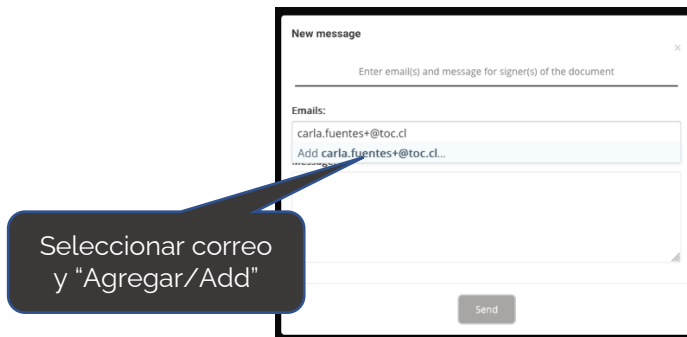 New message
×
Enter email(s) and message for signer(s) of the document
Emails:
carla.fuentes+@toc.cl
Add carla.fuentes+@toc.cl...
Message:
Seleccionar correo
y “Agregar/Add”
Send